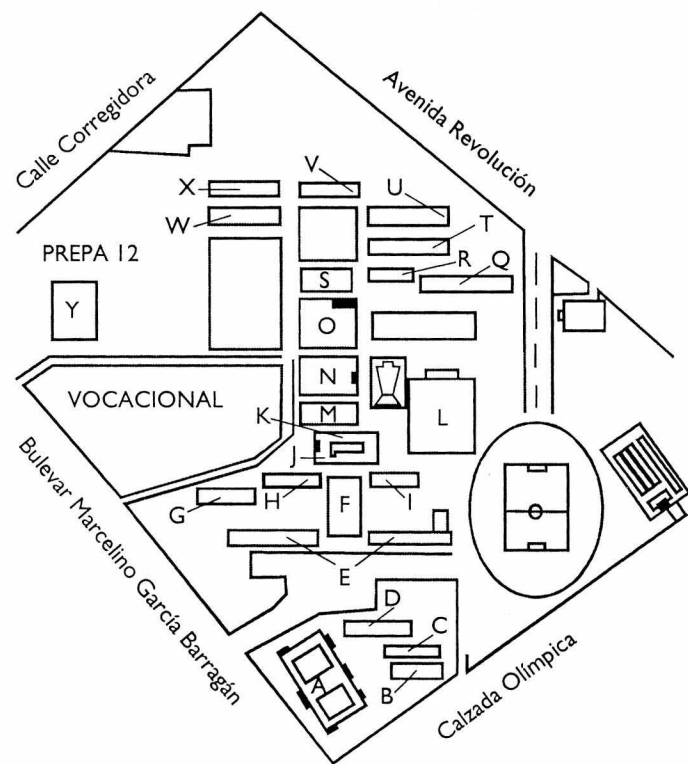 Calle Corregidora
Avenida Revolución
V
X
U
W
T
PREPA 12
R
Q
S
Y
O
N
VOCACIONAL
K
M
L
J
H
I
G
F
E
Bulevar Marcelino García Barragán
D
C
A
B
Calzada Olímpica